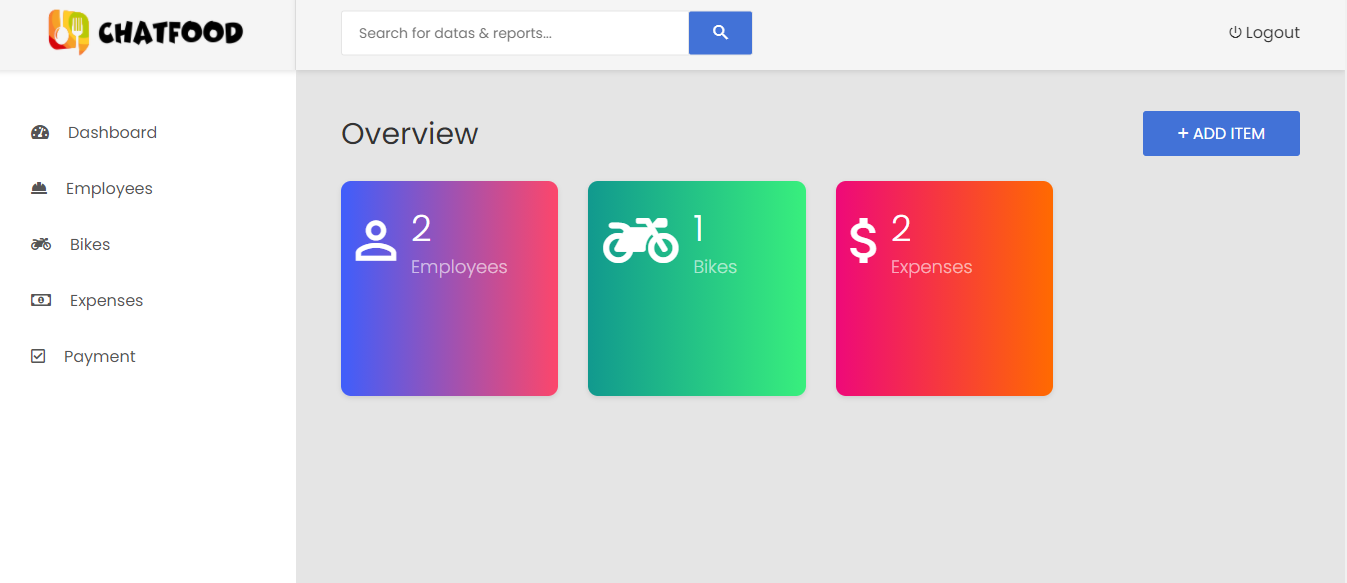 CHATFOOD
Search for datas & reports...
Logout
Dashboard
Employees
Bikes
Expenses
Payment
Overview
+ ADD ITEM
2
Employees
1
Bikes
$
2
Expenses